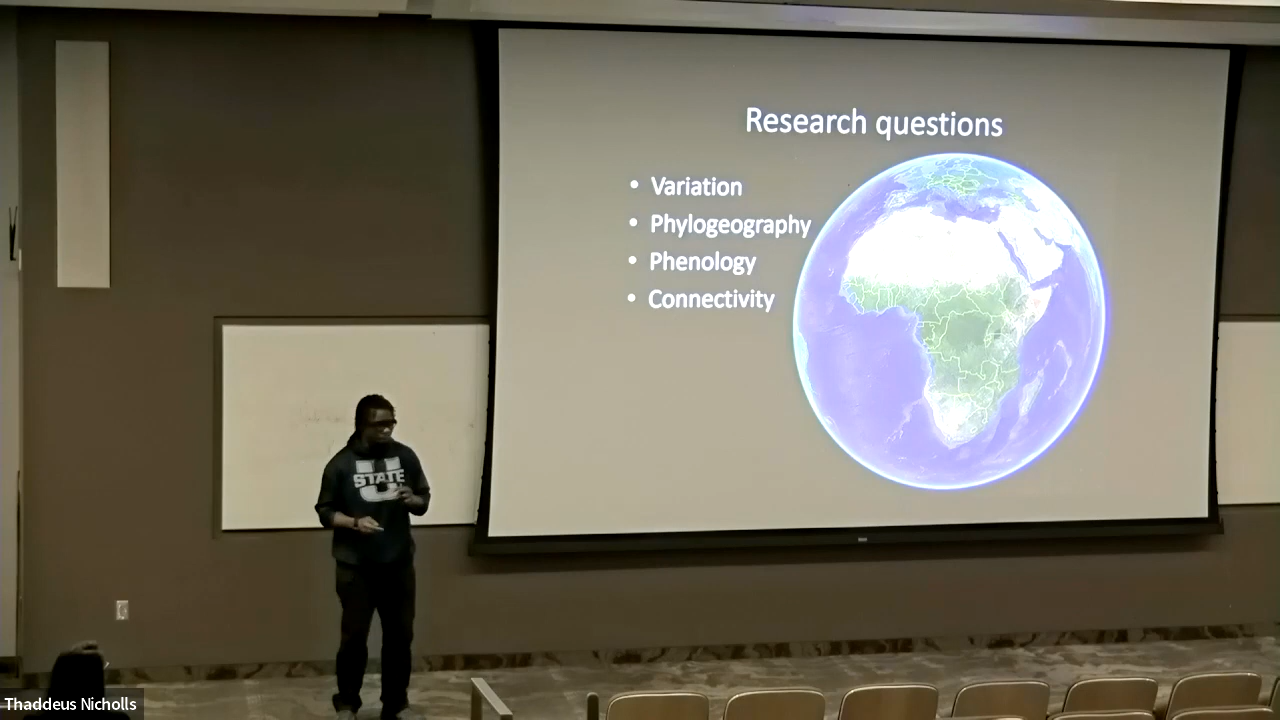 Research questions
• Variation
• Phylogeography
• Phenology
• Connectivity
U
STATE
Thaddeus Nicholls